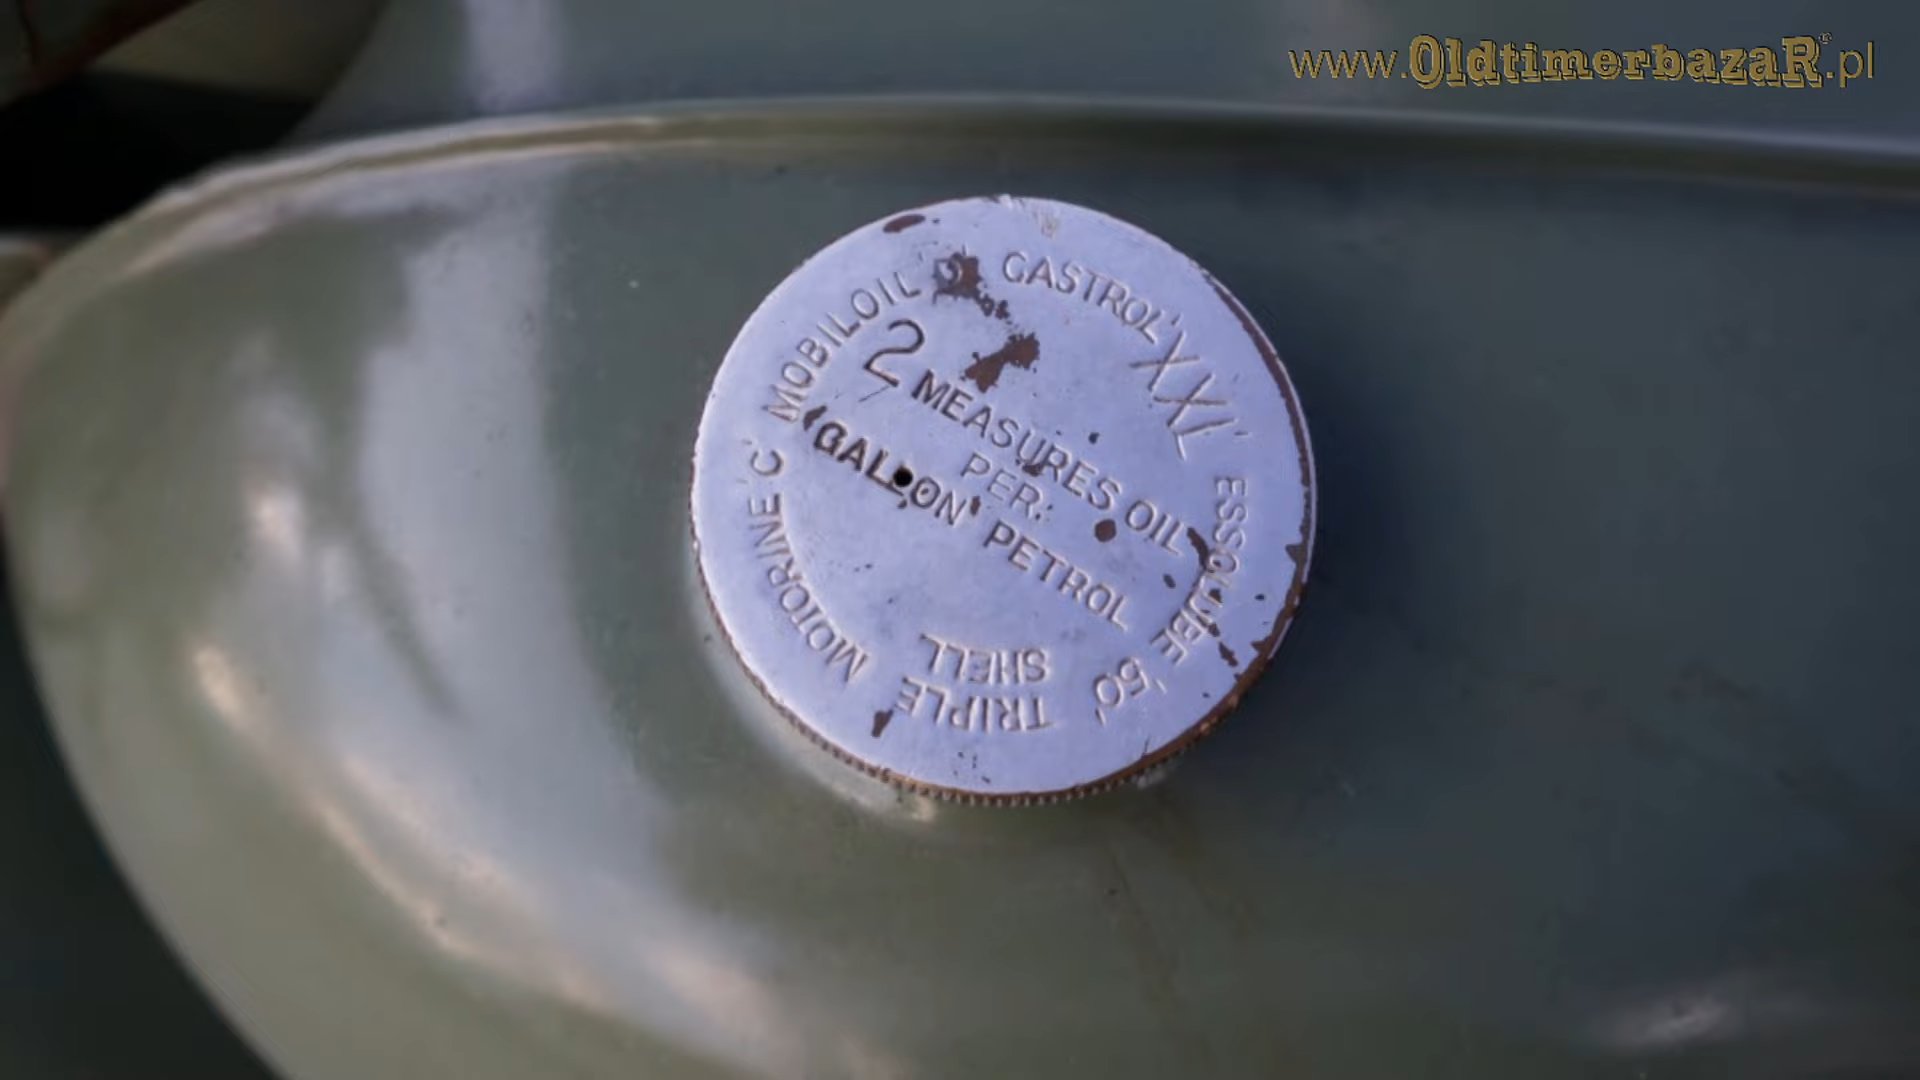 www.OldtimerbazaR®.pl
MOBILOIL 'D' CASTROL 'XXL' ESSOLUBE '50' TRIPLE SHELL MOTORINE 'C'
2 MEASURES OIL
PER:
'GALLON' PETROL